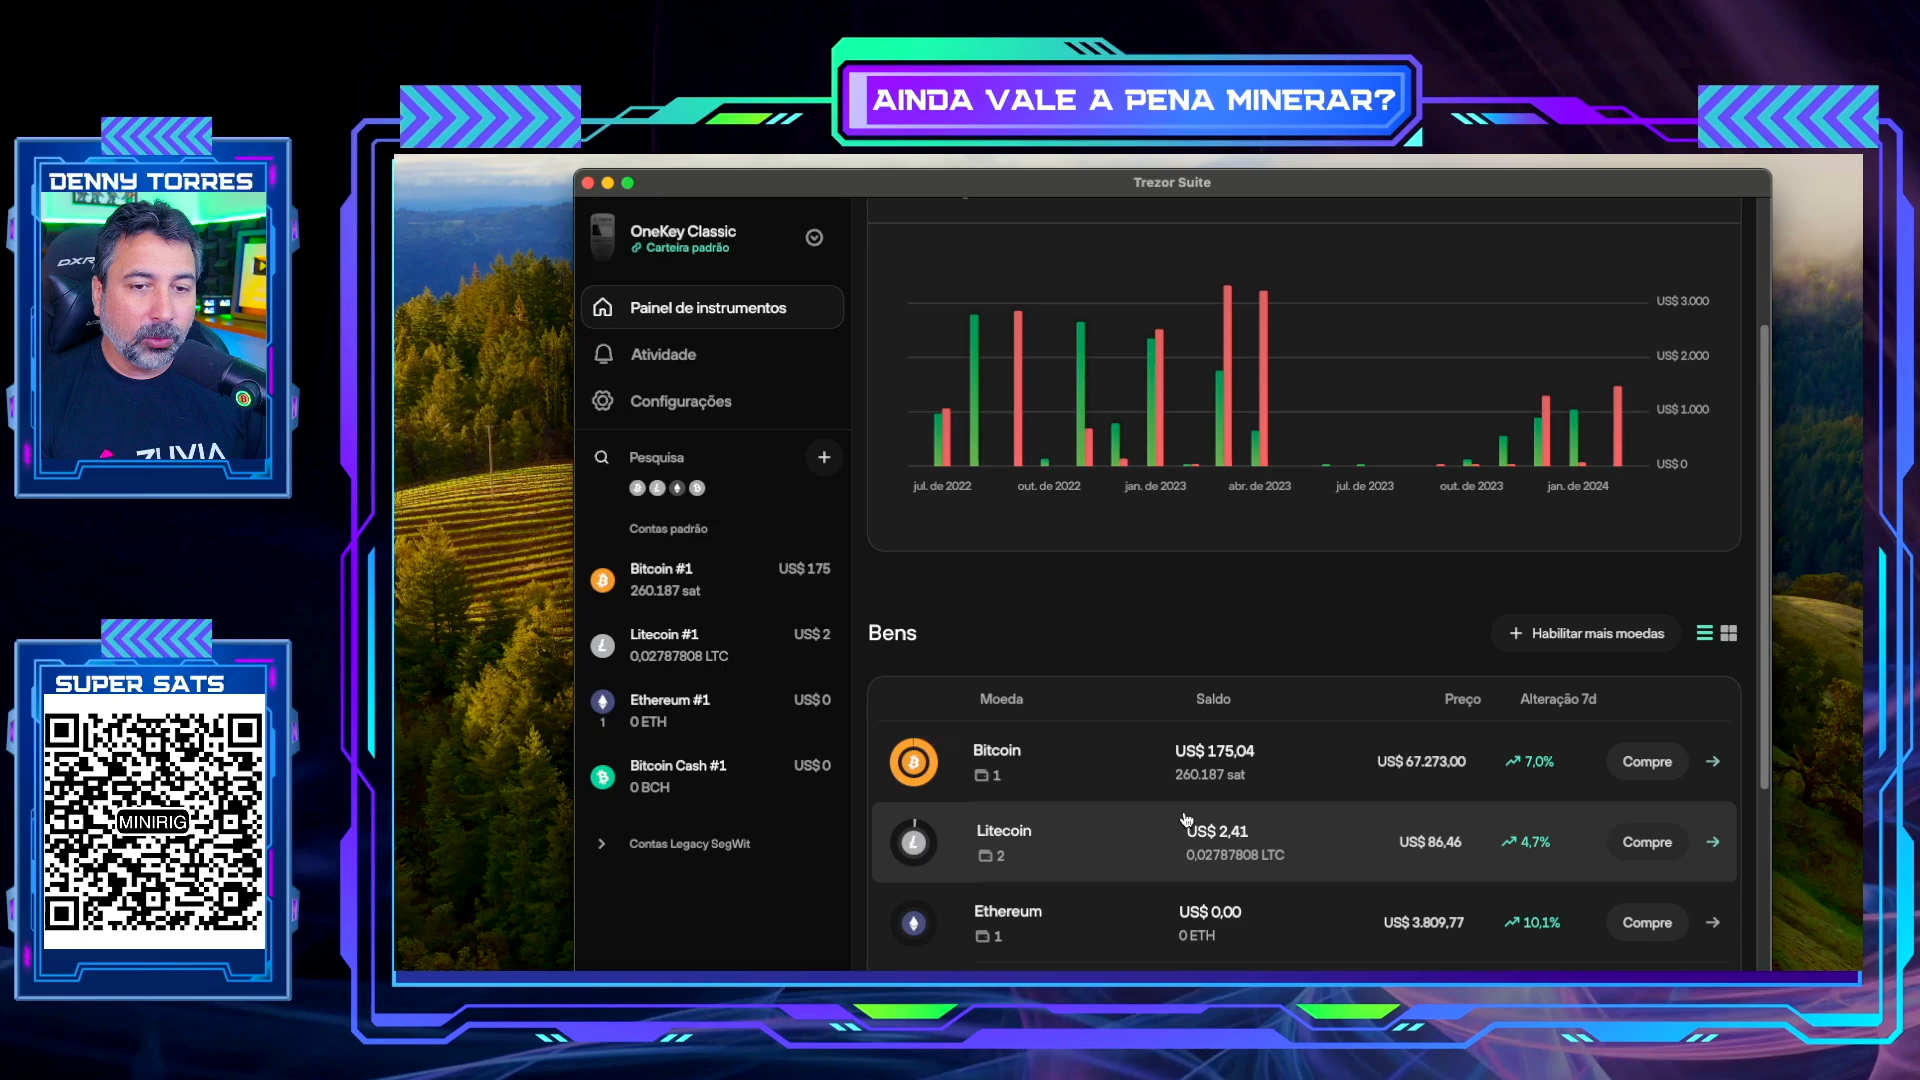 AINDA VALE A PENA MINERAR?
DENNY TORRES
DXR
ZUVIA
SUPER SATS
MINIRIG
Trezor Suite
OneKey Classic
Carteira padrão
Painel de instrumentos
Atividade
Configurações
Pesquisa
Contas padrão
Bitcoin #1 US$ 175
260.187 sat
Litecoin #1 US$ 2
0,02787808 LTC
Ethereum #1 US$ 0
1 0 ETH
Bitcoin Cash #1 US$ 0
0 BCH
Contas Legacy SegWit
US$ 3.000
US$ 2.000
US$ 1.000
US$ 0
jul. de 2022 out. de 2022 jan. de 2023 abr. de 2023 jul. de 2023 out. de 2023 jan. de 2024
Bens
Habilitar mais moedas
Moeda Saldo Preço Alteração 7d
Bitcoin US$ 175,04 US$ 67.273,00 7,0% Compre
1 260.187 sat
Litecoin US$ 2,41 US$ 86,46 4,7% Compre
2 0,02787808 LTC
Ethereum US$ 0,00 US$ 3.809,77 10,1% Compre
1 0 ETH